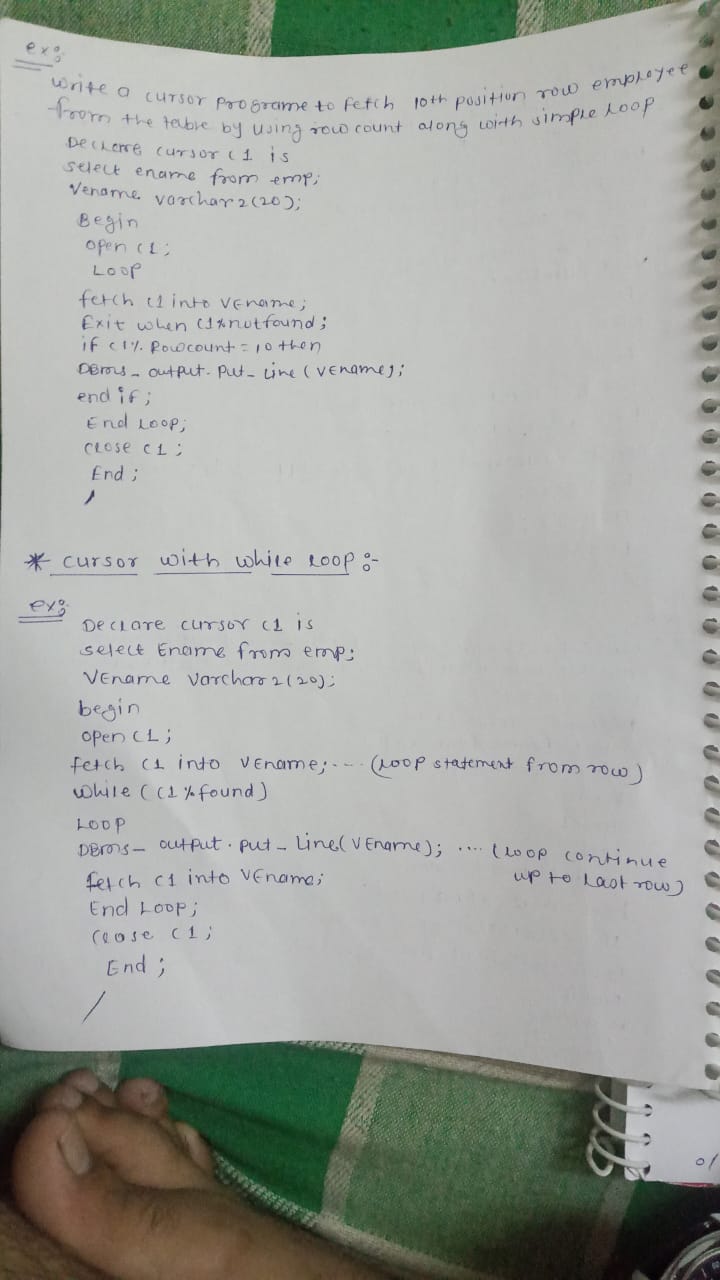 ex:
write a cursor programe to fetch 10th position row employee
from the table by using row count along with simple loop
Declare cursor c1 is
select ename from emp;
Vename varchar2(20);
Begin
open c1;
LOOP
fetch c1 into vename;
Exit when c1%notfound;
if c1%. Rowcount = 10 then
DBms_output.put_line (vename);
end if;
End Loop;
close c1;
End;
/
* cursor with while loop :-
ex:
Declare cursor c1 is
select Ename from emp;
VEname varchar2(20);
begin
open c1;
fetch c1 into vEname;--- (Loop statement from row)
while (c1%found)
LOOP
DBms_output.put_line(vEname); .... (loop continue
up to last row)
fetch c1 into vEname;
End Loop;
close c1;
End;
/
0/